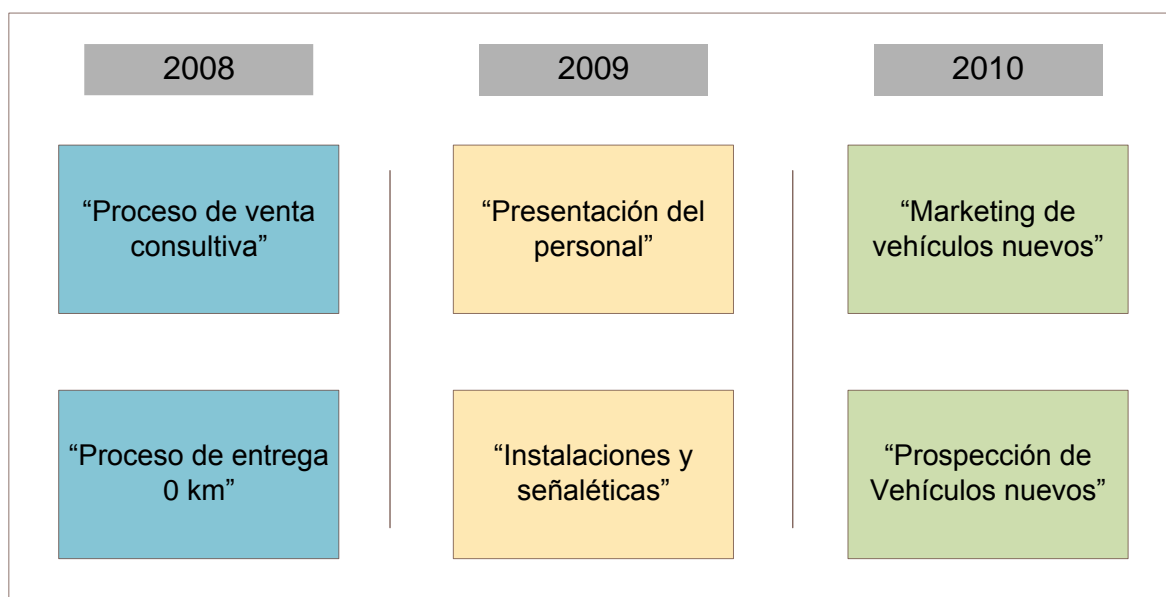 2008
2009
2010
“Proceso de venta
consultiva”
“Presentación del
personal”
“Marketing de
vehículos nuevos”
“Proceso de entrega
0 km”
“Instalaciones y
señaléticas”
“Prospección de
Vehículos nuevos”